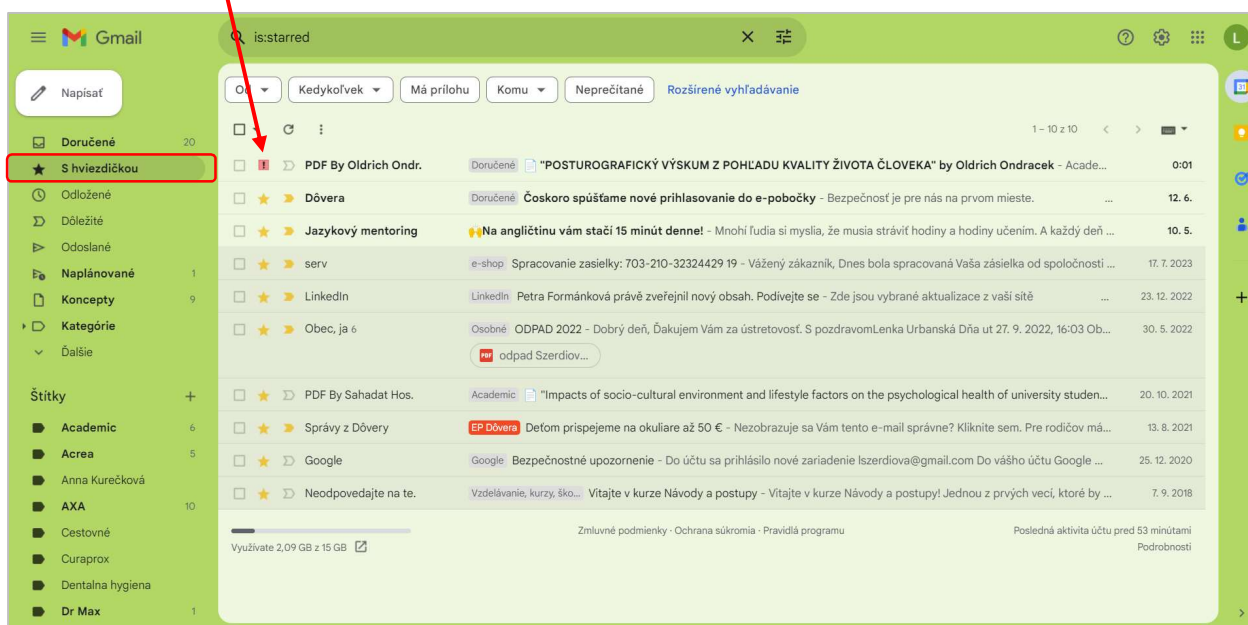 Gmail
is:starred
L
Napísať
Od
Kedykoľvek
Má prílohu
Komu
Neprečítané
Rozšírené vyhľadávanie
31
1 – 10 z 10
Doručené 20
S hviezdičkou
Odložené
Dôležité
Odoslané
Naplánované 1
Koncepty 9
Kategórie
Ďalšie
Štítky +
Academic 6
Acrea 5
Anna Kurečková
AXA 10
Cestovné
Curaprox
Dentalna hygiena
Dr Max 1
PDF By Oldrich Ondr. Doručené "POSTUROGRAFICKÝ VÝSKUM Z POHĽADU KVALITY ŽIVOTA ČLOVEKA" by Oldrich Ondracek - Acade... 0:01
Dôvera Doručené Čoskoro spúšťame nové prihlasovanie do e-pobočky - Bezpečnosť je pre nás na prvom mieste. ... 12. 6.
Jazykový mentoring 🙌Na angličtinu vám stačí 15 minút denne! - Mnohí ľudia si myslia, že musia stráviť hodiny a hodiny učením. A každý deň ... 10. 5.
serv e-shop Spracovanie zasielky: 703-210-32324429 19 - Vážený zákazník, Dnes bola spracovaná Vaša zásielka od spoločnosti ... 17. 7. 2023
LinkedIn LinkedIn Petra Formánková právě zveřejnil nový obsah. Podívejte se - Zde jsou vybrané aktualizace z vaší sítě ... 23. 12. 2022
Obec, ja 6 Osobné ODPAD 2022 - Dobrý deň, Ďakujem Vám za ústretovosť. S pozdravomLenka Urbanská Dňa ut 27. 9. 2022, 16:03 Ob... 30. 5. 2022
PDF odpad Szerdiov...
PDF By Sahadat Hos. Academic "Impacts of socio-cultural environment and lifestyle factors on the psychological health of university studen... 20. 10. 2021
Správy z Dôvery EP Dôvera Deťom prispejeme na okuliare až 50 € - Nezobrazuje sa Vám tento e-mail správne? Kliknite sem. Pre rodičov má... 13. 8. 2021
Google Google Bezpečnostné upozornenie - Do účtu sa prihlásilo nové zariadenie lszerdiova@gmail.com Do vášho účtu Google ... 25. 12. 2020
Neodpovedajte na te. Vzdelávanie, kurzy, ško... Vitajte v kurze Návody a postupy - Vitajte v kurze Návody a postupy! Jednou z prvých vecí, ktoré by ... 7. 9. 2018
Využívate 2,09 GB z 15 GB
Zmluvné podmienky · Ochrana súkromia · Pravidlá programu
Posledná aktivita účtu pred 53 minútami
Podrobnosti